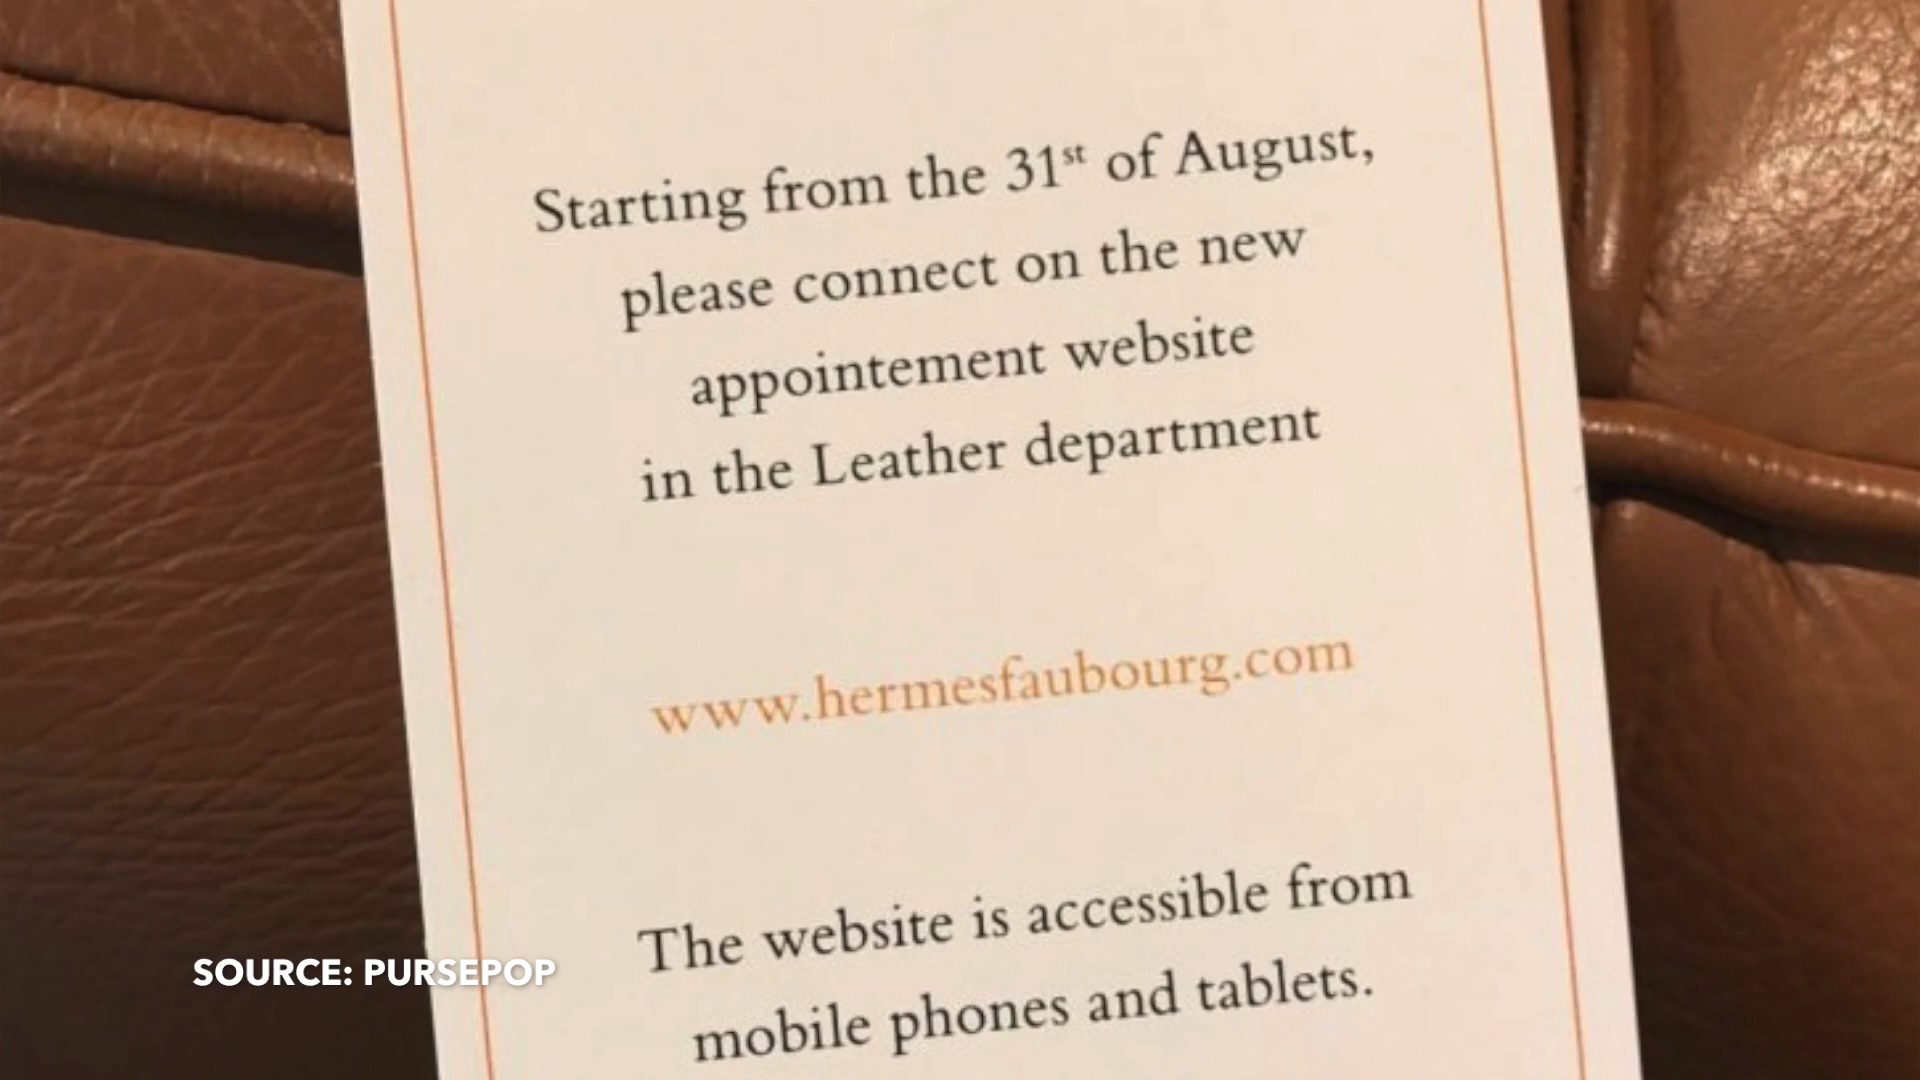 Starting from the 31st of August,
please connect on the new
appointement website
in the Leather department
www.hermesfaubourg.com
The website is accessible from
mobile phones and tablets.
SOURCE: PURSEPOP